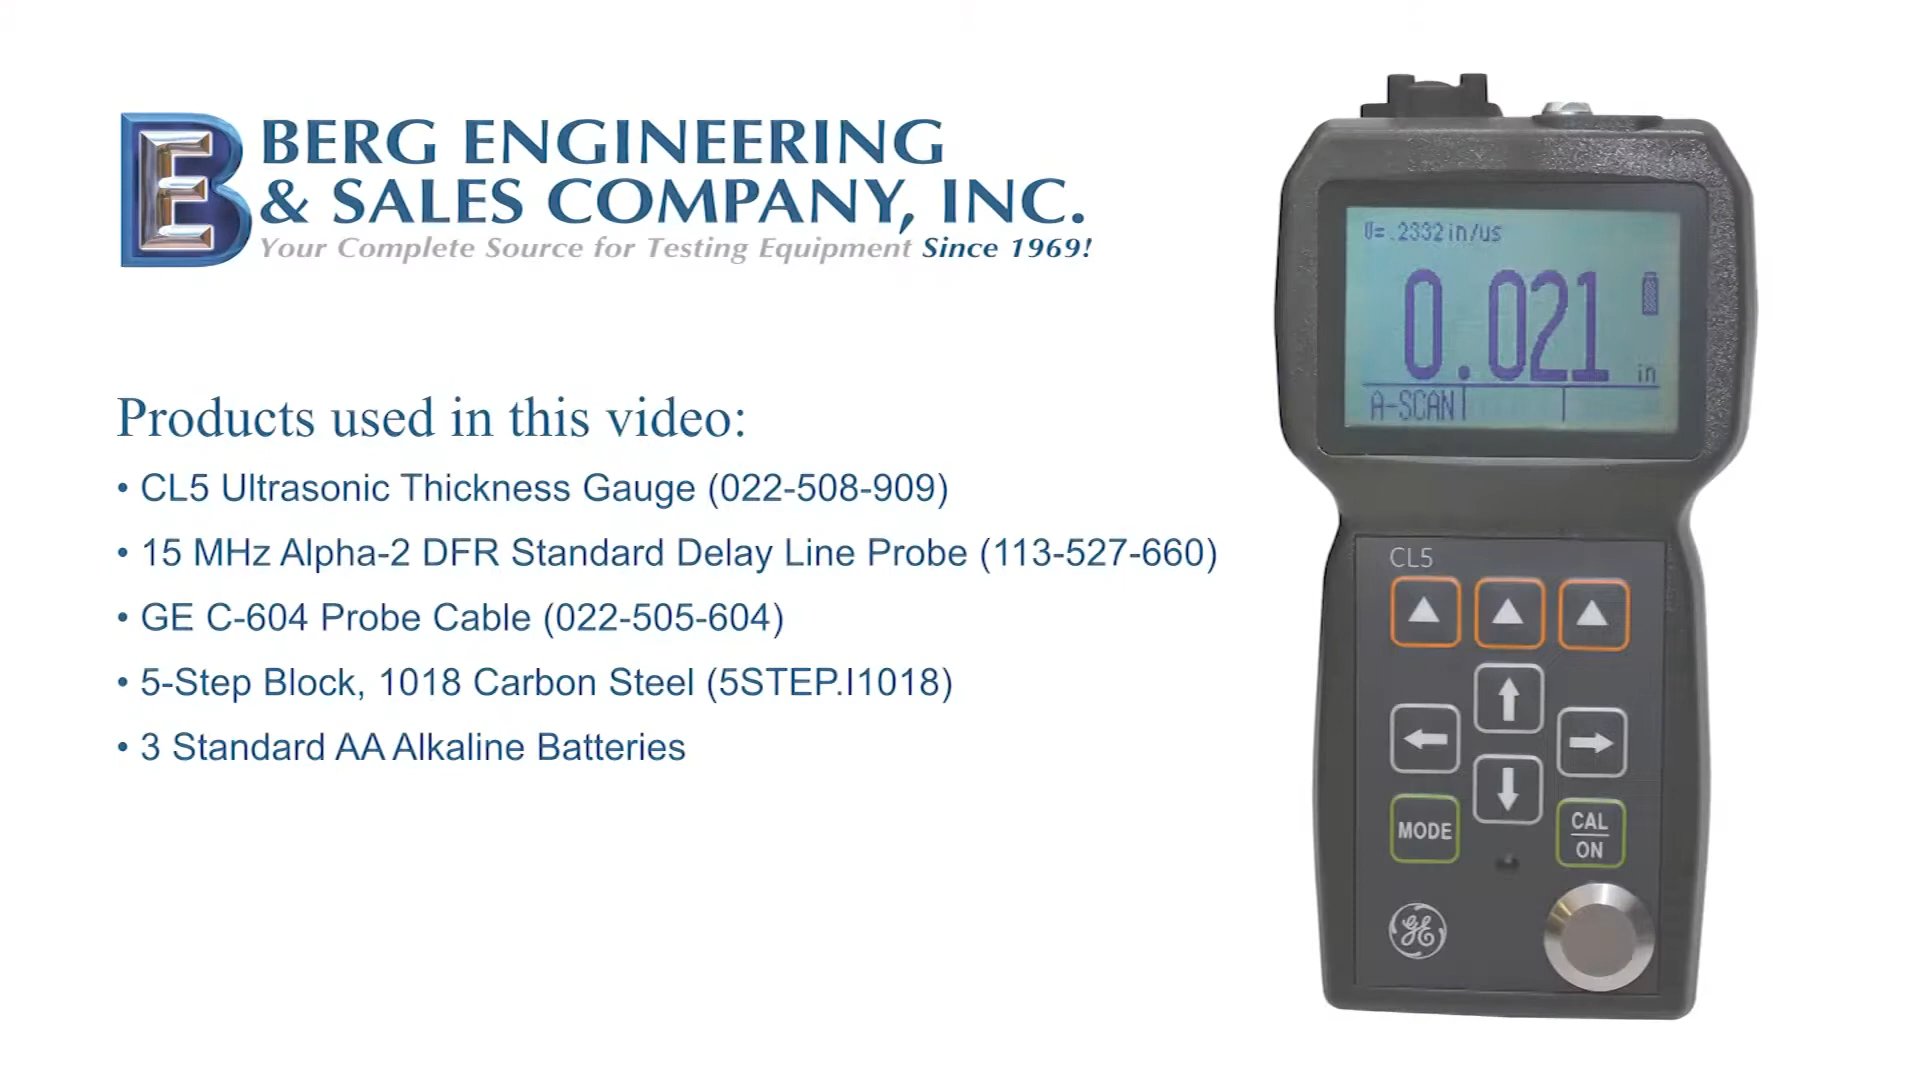 BERG ENGINEERING
& SALES COMPANY, INC.
Your Complete Source for Testing Equipment Since 1969!
Products used in this video:
• CL5 Ultrasonic Thickness Gauge (022-508-909)
• 15 MHz Alpha-2 DFR Standard Delay Line Probe (113-527-660)
• GE C-604 Probe Cable (022-505-604)
• 5-Step Block, 1018 Carbon Steel (5STEP.I1018)
• 3 Standard AA Alkaline Batteries
U=.2332in/us
0.021
in
A-SCAN
CL5
MODE
CAL
ON
GE